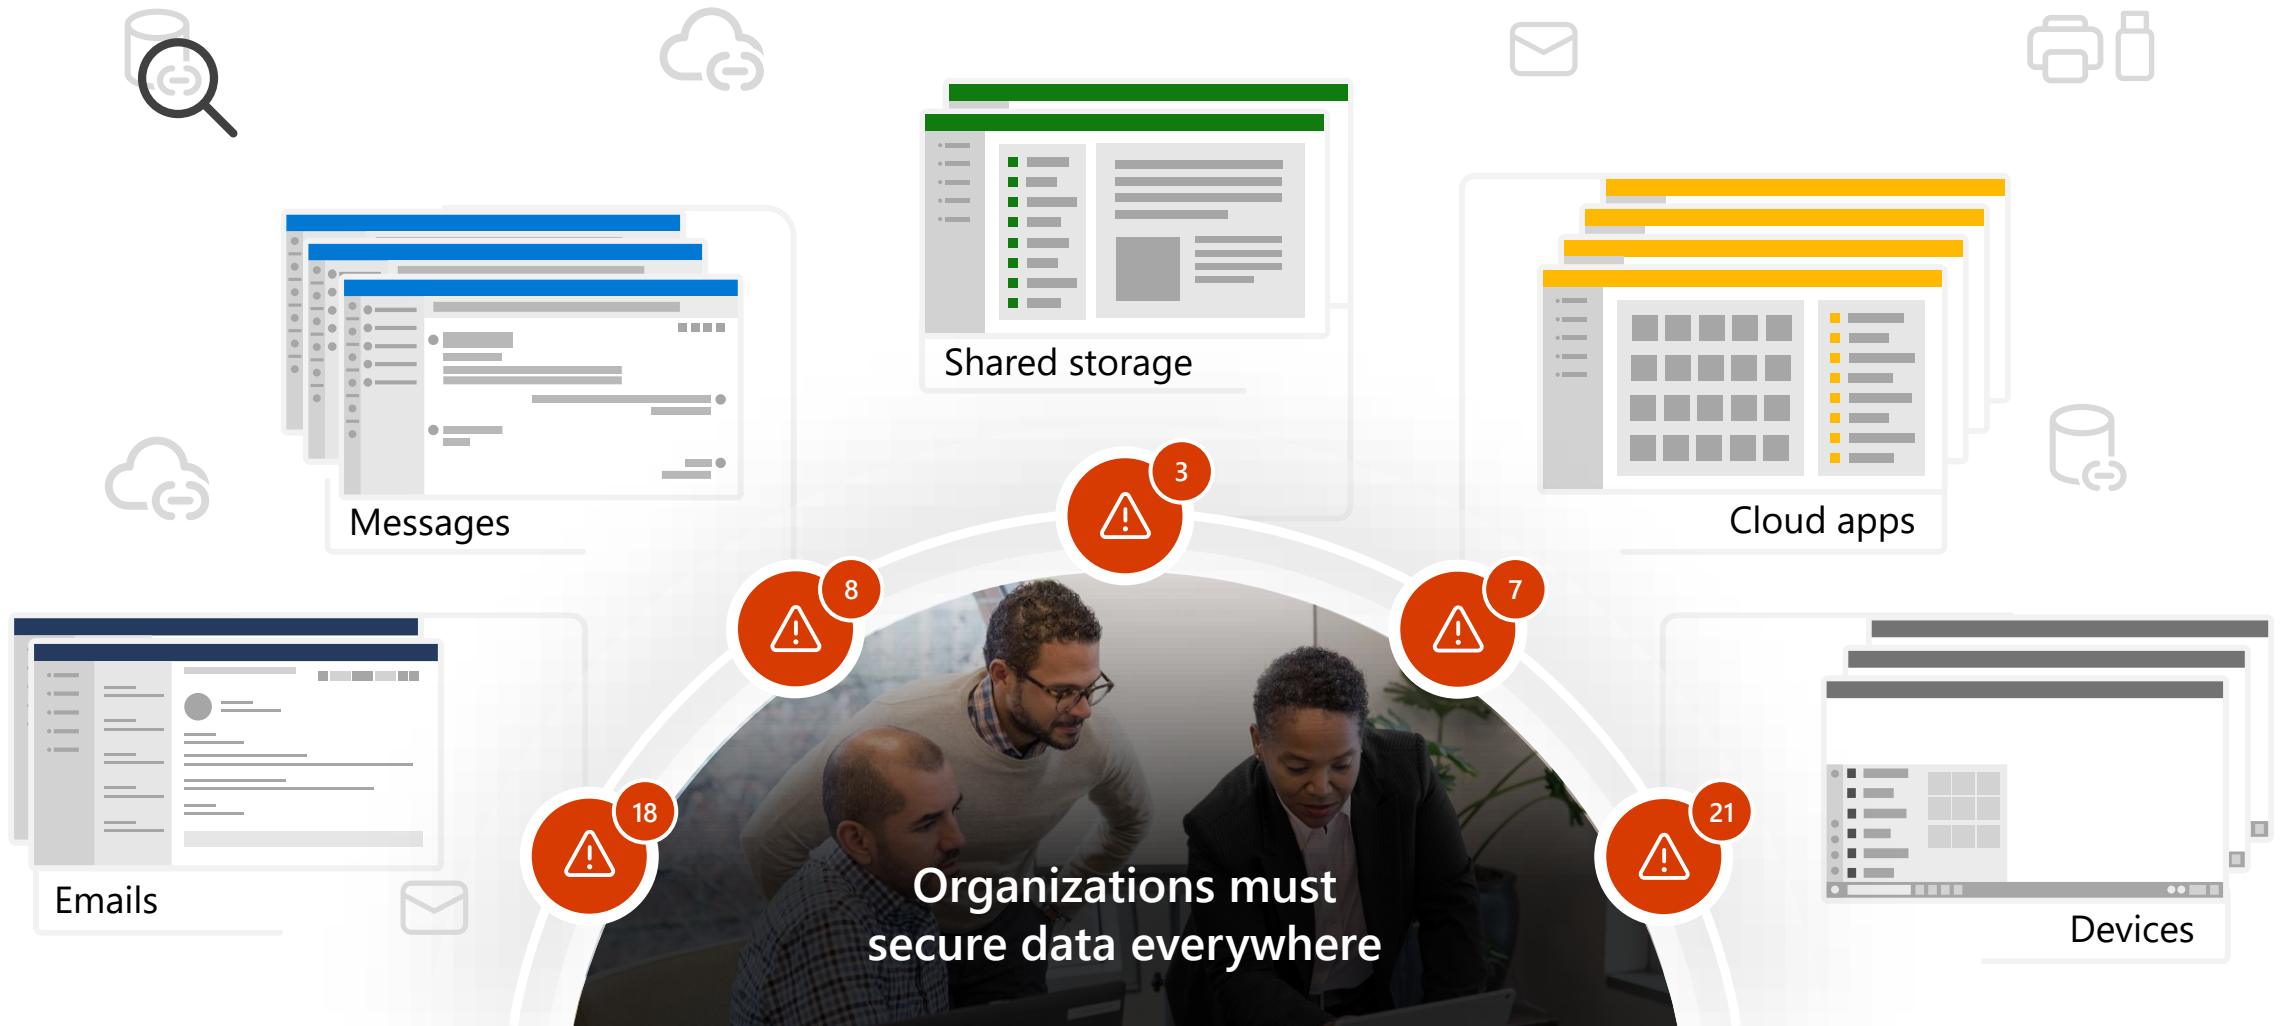 Shared storage
Messages
Cloud apps
3
8
7
18
21
Emails
Devices
Organizations must
secure data everywhere